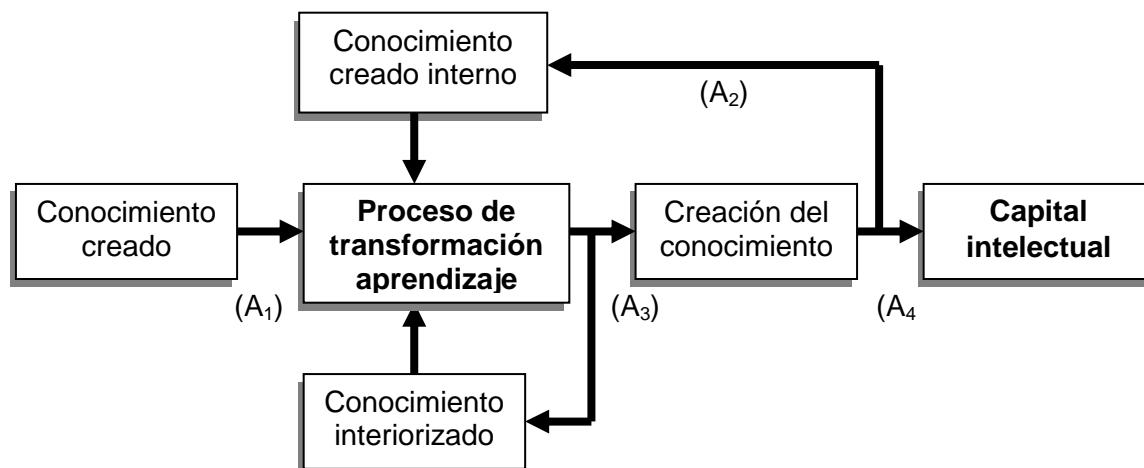 Conocimiento
creado interno
(A₂)
Conocimiento
creado
Proceso de
transformación
aprendizaje
Creación del
conocimiento
Capital
intelectual
(A₁)
(A₃)
(A₄
Conocimiento
interiorizado